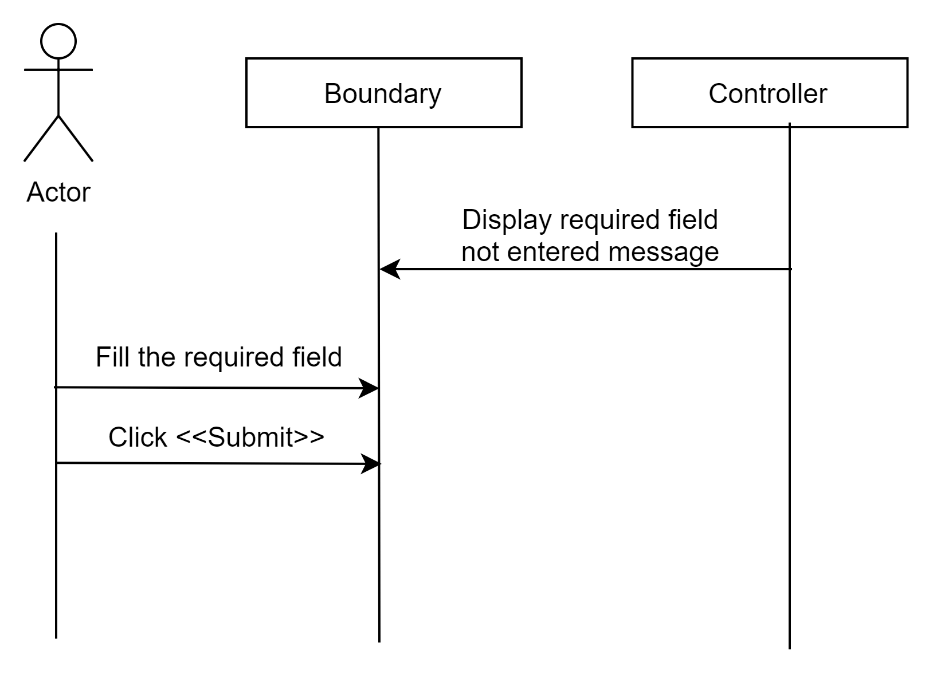 Boundary
Controller
Actor
Display required field
not entered message
Fill the required field
Click <<Submit>>